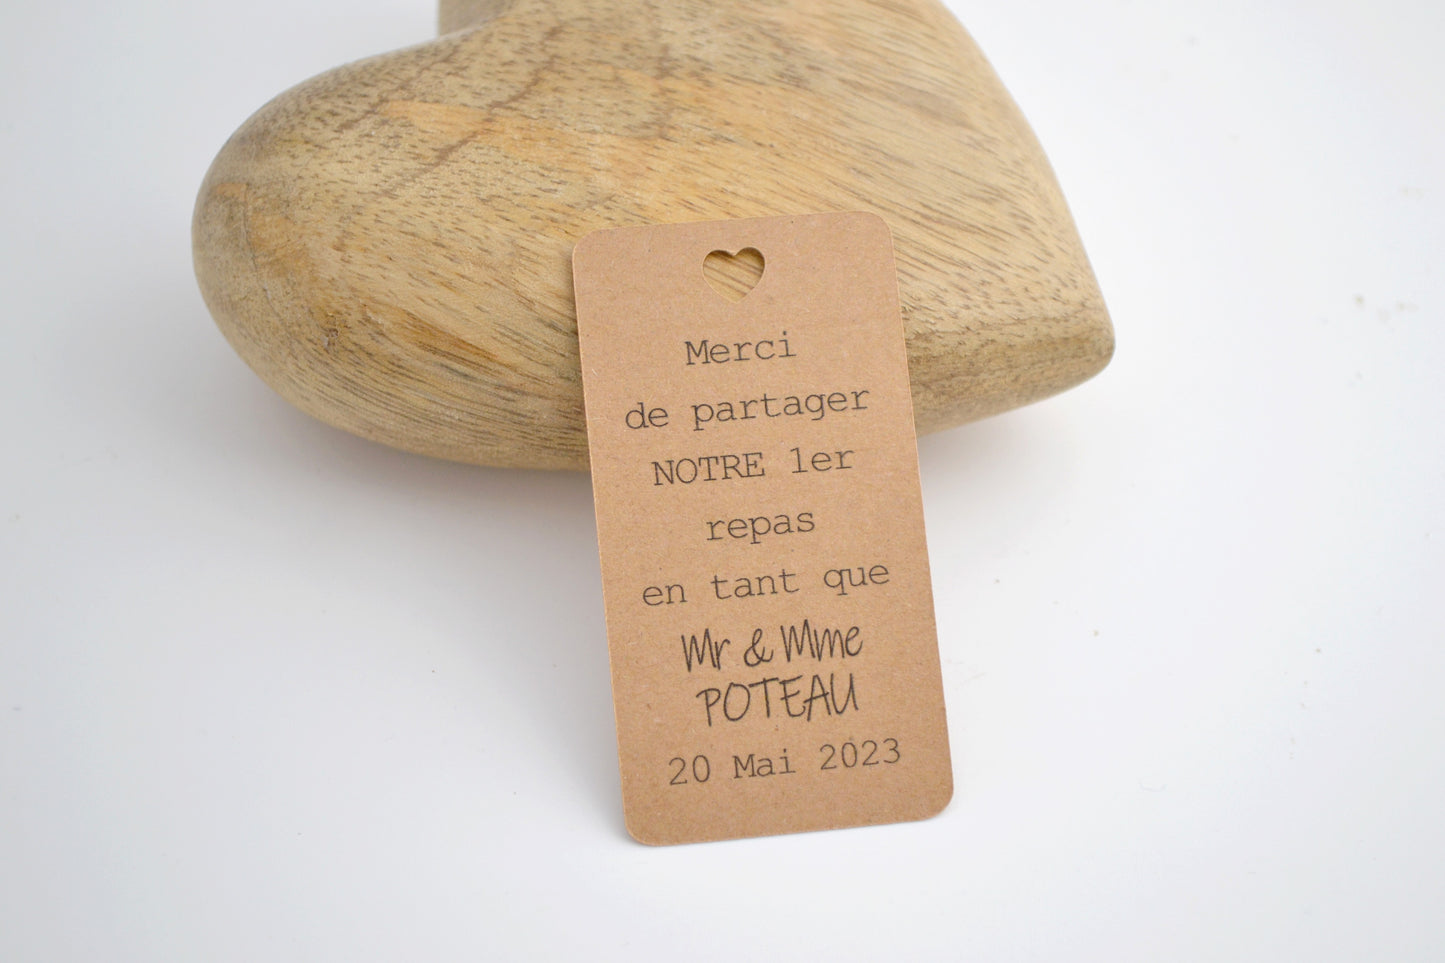 Merci
de partager
NOTRE 1er
repas
en tant que
Mr & Mme
POTEAU
20 Mai 2023